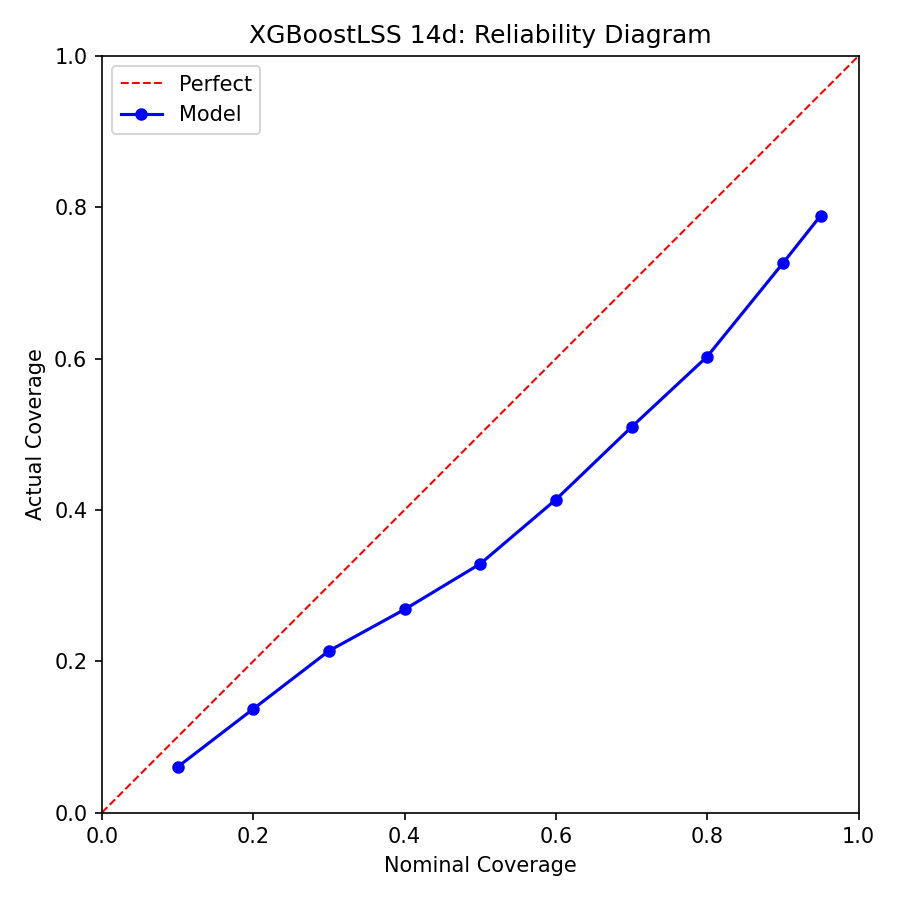 XGBoostLSS 14d: Reliability Diagram
Perfect
Model
1.0
0.8
0.6
0.4
0.2
0.0
Actual Coverage
0.0 0.2 0.4 0.6 0.8 1.0
Nominal Coverage